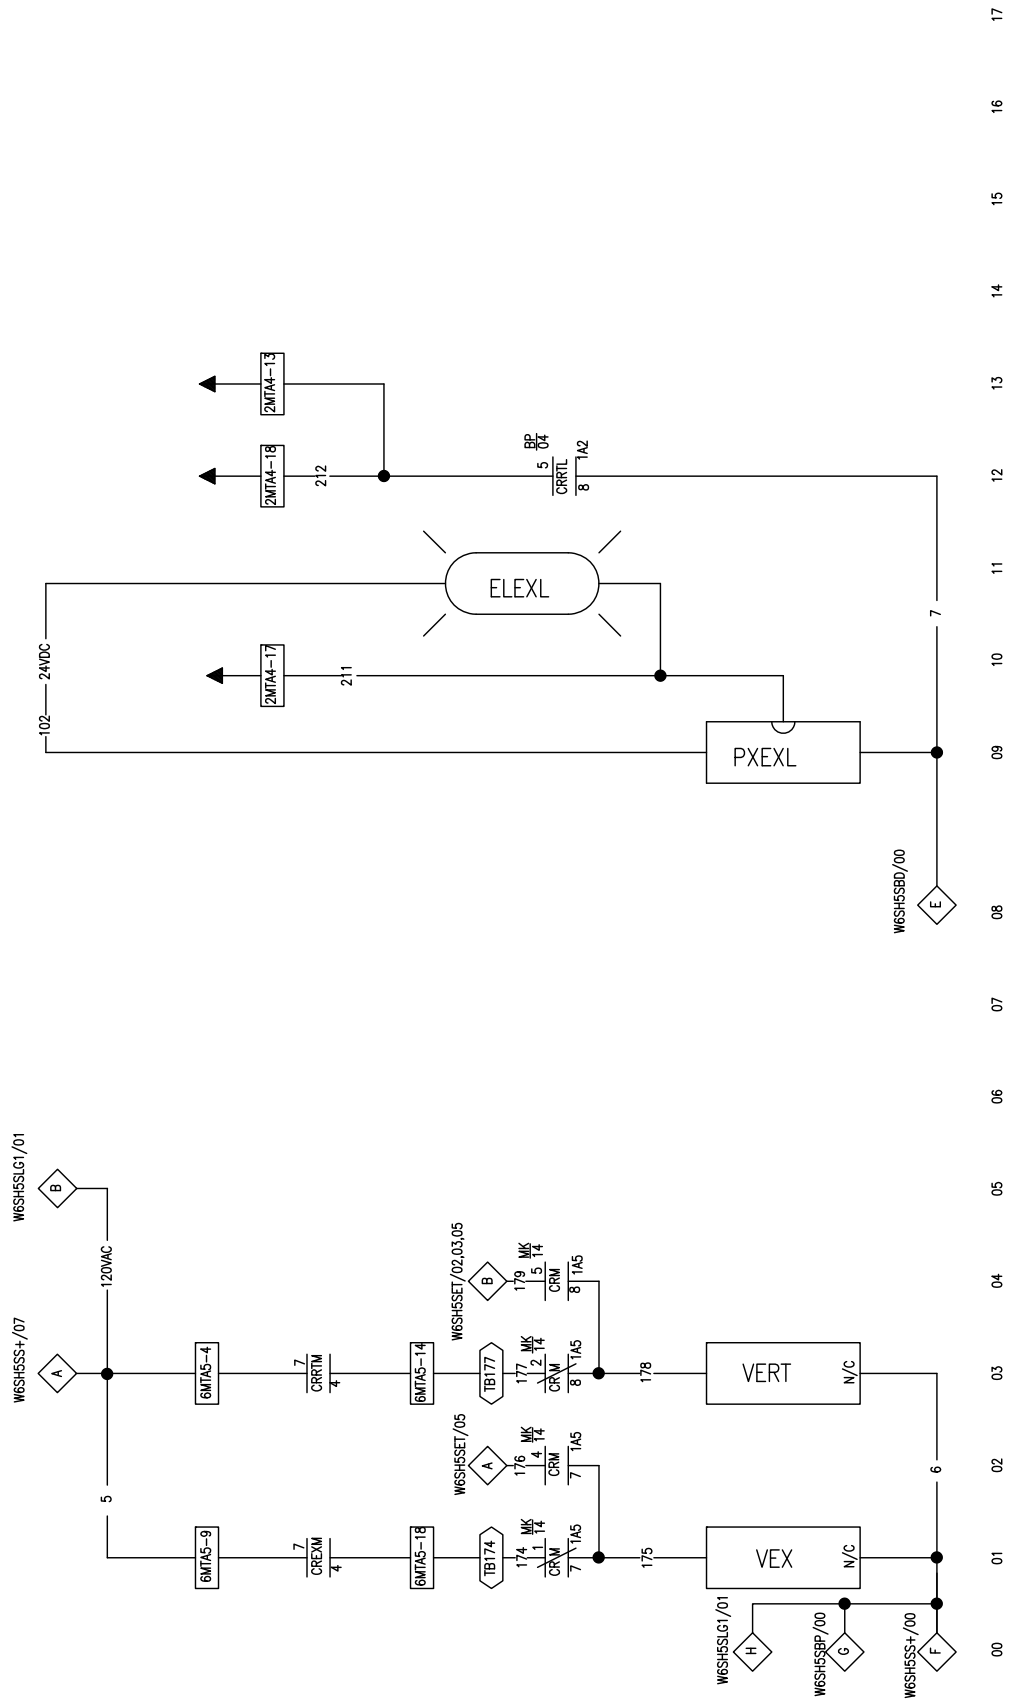 17
16
15
14
13
12
11
10
09
08
07
06
05
04
03
02
01
00
2MTA4-13
2MTA4-18
212
BP
04
5
CRRTL
8
1A2
ELEXL
24VDC
102
2MTA4-17
211
PXEXL
7
W6SH5SBD/00
E
W6SH5SLG1/01
B
120VAC
W6SH5SS+/07
A
5
W6SH5SET/02,03,05
B
179
MK
14
5
CRM
8
1A5
6MTA5-4
7
CRRTM
4
6MTA5-14
TB177
177
MK
14
2
CRM
8
1A5
178
VERT
N/C
W6SH5SET/05
A
176
MK
14
4
CRM
7
1A5
6
6MTA5-9
7
CREXM
4
6MTA5-18
TB174
174
MK
14
1
CRM
7
1A5
175
VEX
N/C
W6SH5SLG1/01
H
W6SH5SBP/00
G
W6SH5SS+/00
F